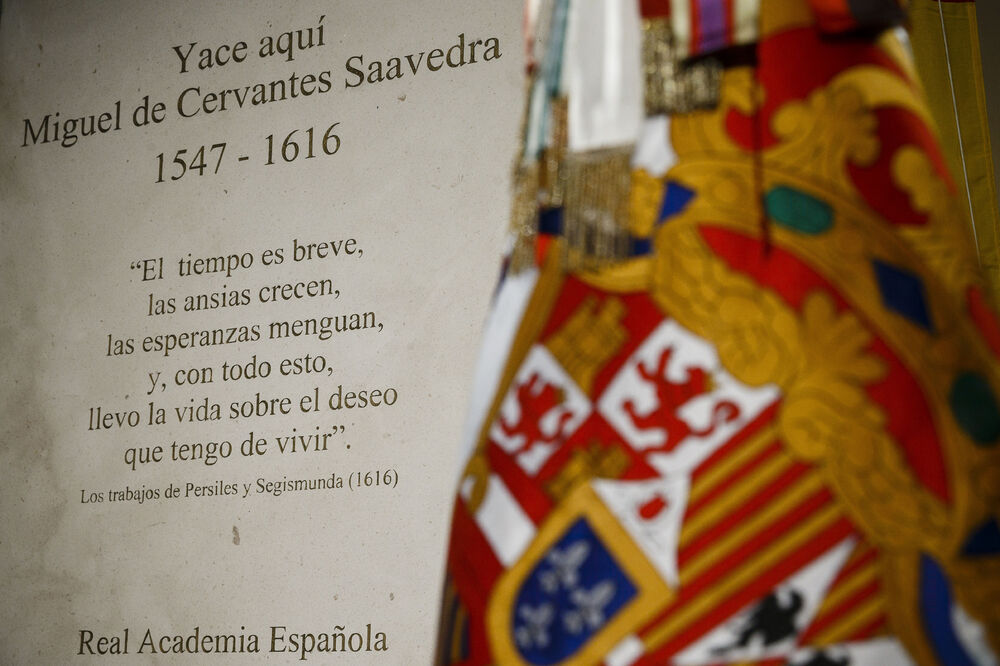 Yace aquí
Miguel de Cervantes Saavedra
1547 - 1616
“El tiempo es breve,
las ansias crecen,
las esperanzas menguan,
y, con todo esto,
llevo la vida sobre el deseo
que tengo de vivir”.
Los trabajos de Persiles y Segismunda (1616)
Real Academia Española